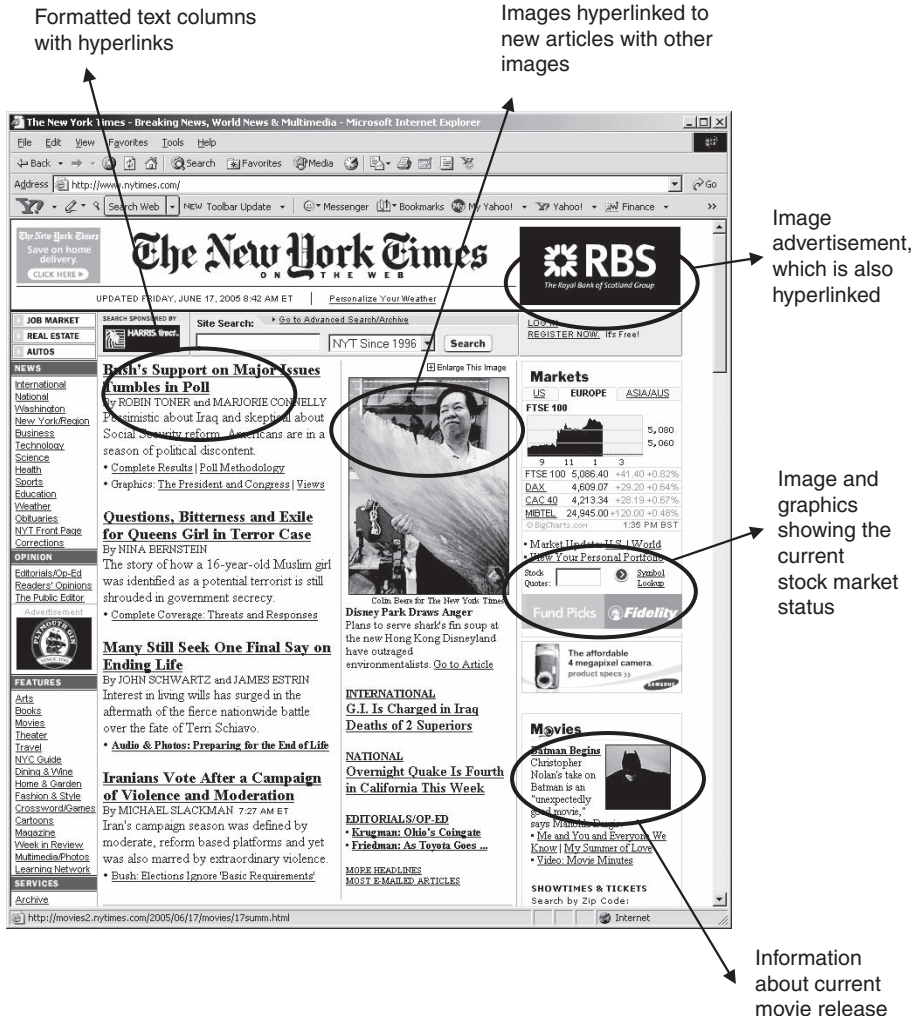 Formatted text columns
with hyperlinks
Images hyperlinked to
new articles with other
images
The New York Times - Breaking News, World News & Multimedia - Microsoft Internet Explorer
File Edit View Favorites Tools Help
Back Search Favorites Media
Address http://www.nytimes.com/ Go
Y! Search Web NEW Toolbar Update Messenger Bookmarks My Yahoo! Yahoo! Finance »
The New York Times
Save on home
delivery.
CLICK HERE
The New York Times
ON THE WEB
RBS
The Royal Bank of Scotland Group
UPDATED FRIDAY, JUNE 17, 2005 8:42 AM ET | Personalize Your Weather
Image
advertisement,
which is also
hyperlinked
JOB MARKET
REAL ESTATE
AUTOS
SEARCH SPONSORED BY
HARRIS direct.
Site Search: Go to Advanced Search/Archive
NYT Since 1996 Search
LOG IN
REGISTER NOW. It's Free!
NEWS
International
National
Washington
New York/Region
Business
Technology
Science
Health
Sports
Education
Weather
Obituaries
NYT Front Page
Corrections
OPINION
Editorials/Op-Ed
Readers' Opinions
The Public Editor
Advertisement
PLYMOUTH GIN
SINCE 1793
FEATURES
Arts
Books
Movies
Theater
Travel
NYC Guide
Dining & Wine
Home & Garden
Fashion & Style
Crossword/Games
Cartoons
Magazine
Week in Review
Multimedia/Photos
Learning Network
SERVICES
Archive
Bush's Support on Major Issues
Tumbles in Poll
By ROBIN TONER and MARJORIE CONNELLY
Pessimistic about Iraq and skeptical about
Social Security reform, Americans are in a
season of political discontent.
• Complete Results | Poll Methodology
• Graphics: The President and Congress | Views
Questions, Bitterness and Exile
for Queens Girl in Terror Case
By NINA BERNSTEIN
The story of how a 16-year-old Muslim girl
was identified as a potential terrorist is still
shrouded in government secrecy.
• Complete Coverage: Threats and Responses
Many Still Seek One Final Say on
Ending Life
By JOHN SCHWARTZ and JAMES ESTRIN
Interest in living wills has surged in the
aftermath of the fierce nationwide battle
over the fate of Terri Schiavo.
• Audio & Photos: Preparing for the End of Life
Iranians Vote After a Campaign
of Violence and Moderation
By MICHAEL SLACKMAN 7:27 AM ET
Iran's campaign season was defined by
moderate, reform based platforms and yet
was also marred by extraordinary violence.
• Bush: Elections Ignore 'Basic Requirements'
Enlarge This Image
Colin Beere for The New York Times
Disney Park Draws Anger
Plans to serve shark's fin soup at
the new Hong Kong Disneyland
have outraged
environmentalists. Go to Article
INTERNATIONAL
G.I. Is Charged in Iraq
Deaths of 2 Superiors
NATIONAL
Overnight Quake Is Fourth
in California This Week
EDITORIALS/OP-ED
• Krugman: Ohio's Coingate
• Friedman: As Toyota Goes ...
MORE HEADLINES
MOST E-MAILED ARTICLES
Markets
US EUROPE ASIA/AUS
FTSE 100
5,080
5,060
9 11 1 3
FTSE 100 5,086.40 +41.40 +0.82%
DAX 4,609.07 +29.20 +0.64%
CAC 40 4,213.34 +28.19 +0.67%
MIBTEL 24,945.00 +120.00 +0.48%
© BigCharts.com 1:35 PM BST
• Market Update: U.S. | World
• View Your Personal Portfolio
Stock
Quotes:
Symbol
Lookup
Fund Picks Fidelity
The affordable
4 megapixel camera.
product specs >>
SAMSUNG
Movies
Batman Begins
Christopher
Nolan's take on
Batman is an
"unexpectedly
good movie,"
says Manohla Dargis.
• Me and You and Everyone We
Know | My Summer of Love
• Video: Movie Minutes
SHOWTIMES & TICKETS
Search by Zip Code:
Image and
graphics
showing the
current
stock market
status
http://movies2.nytimes.com/2005/06/17/movies/17summ.html Internet
Information
about current
movie release